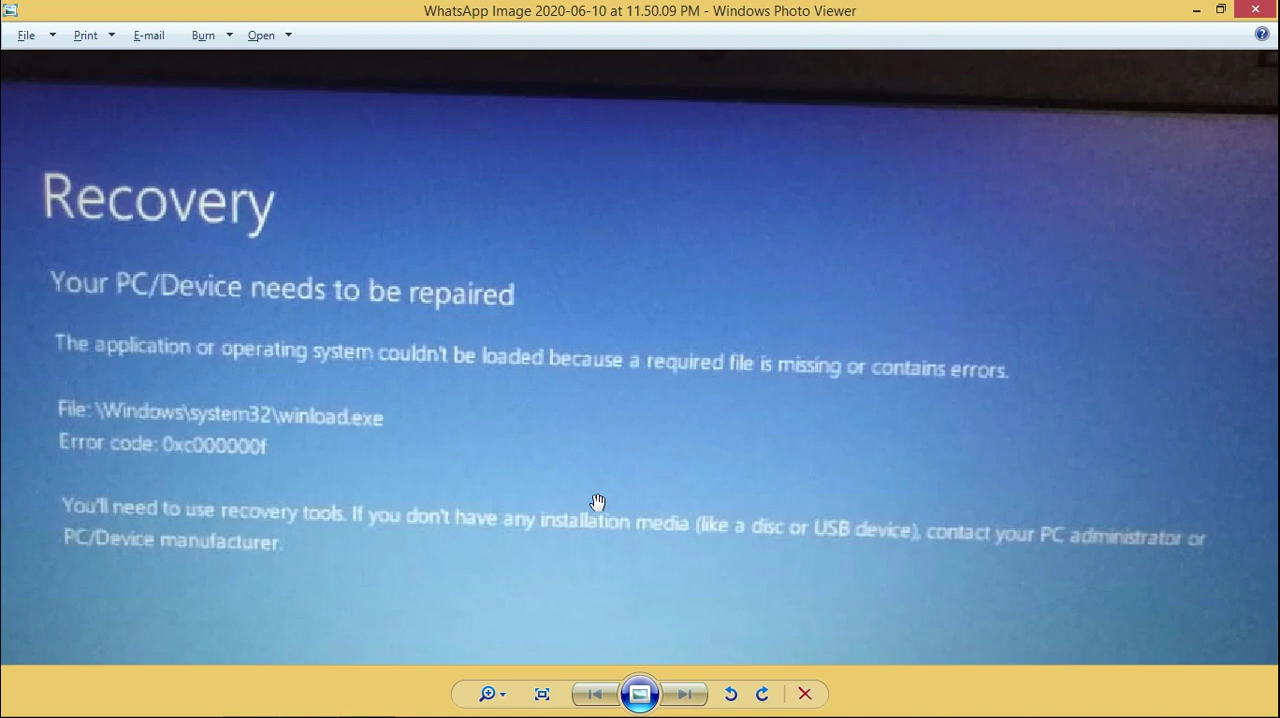 WhatsApp Image 2020-06-10 at 11.50.09 PM - Windows Photo Viewer
File Print E-mail Burn Open
Recovery
Your PC/Device needs to be repaired
The application or operating system couldn't be loaded because a required file is missing or contains errors.
File: \Windows\system32\winload.exe
Error code: 0xc000000f
You'll need to use recovery tools. If you don't have any installation media (like a disc or USB device), contact your PC administrator or
PC/Device manufacturer.